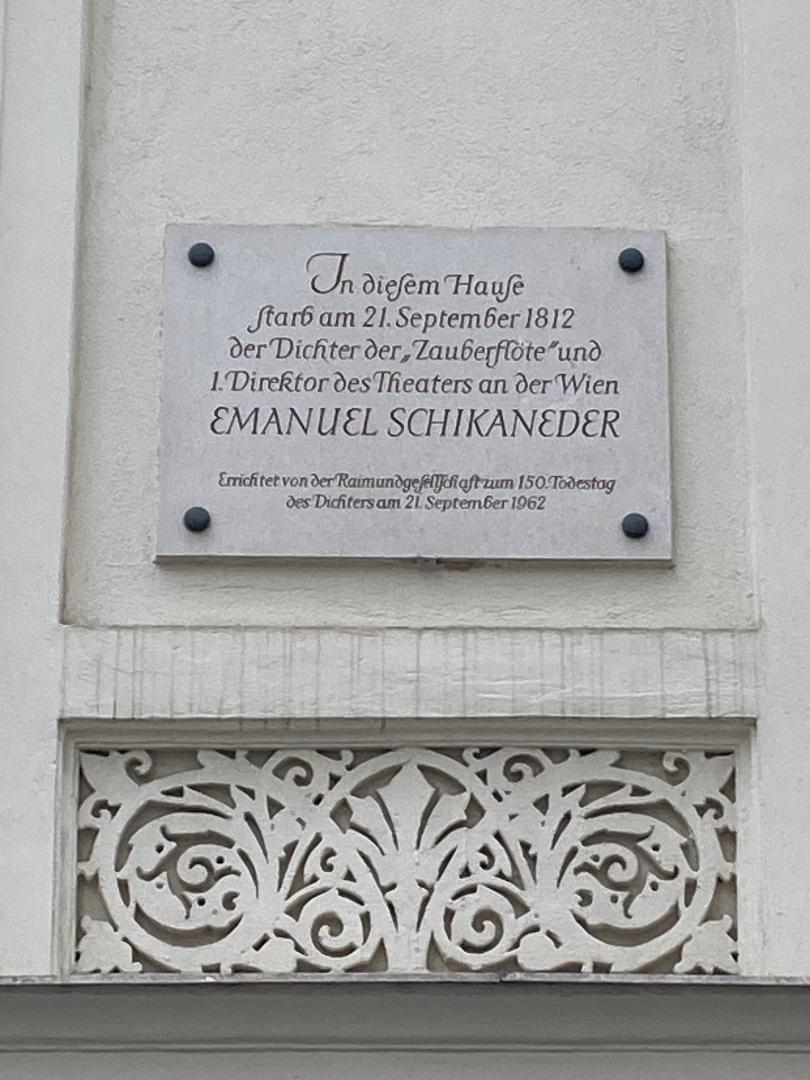 In diesem Hause
starb am 21. September 1812
der Dichter der „Zauberflöte" und
1. Direktor des Theaters an der Wien
EMANUEL SCHIKANEDER
Errichtet von der Raimundgesellschaft zum 150. Todestag
des Dichters am 21. September 1962